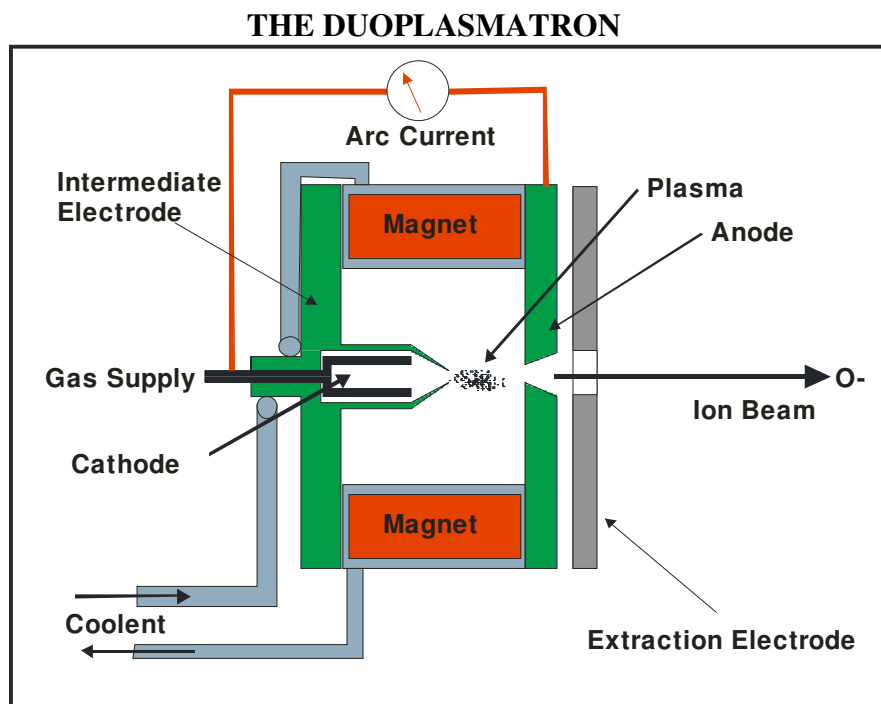 THE DUOPLASMATRON
Arc Current
Intermediate
Electrode
Plasma
Magnet
Anode
Gas Supply
O-
Ion Beam
Cathode
Magnet
Coolent
Extraction Electrode